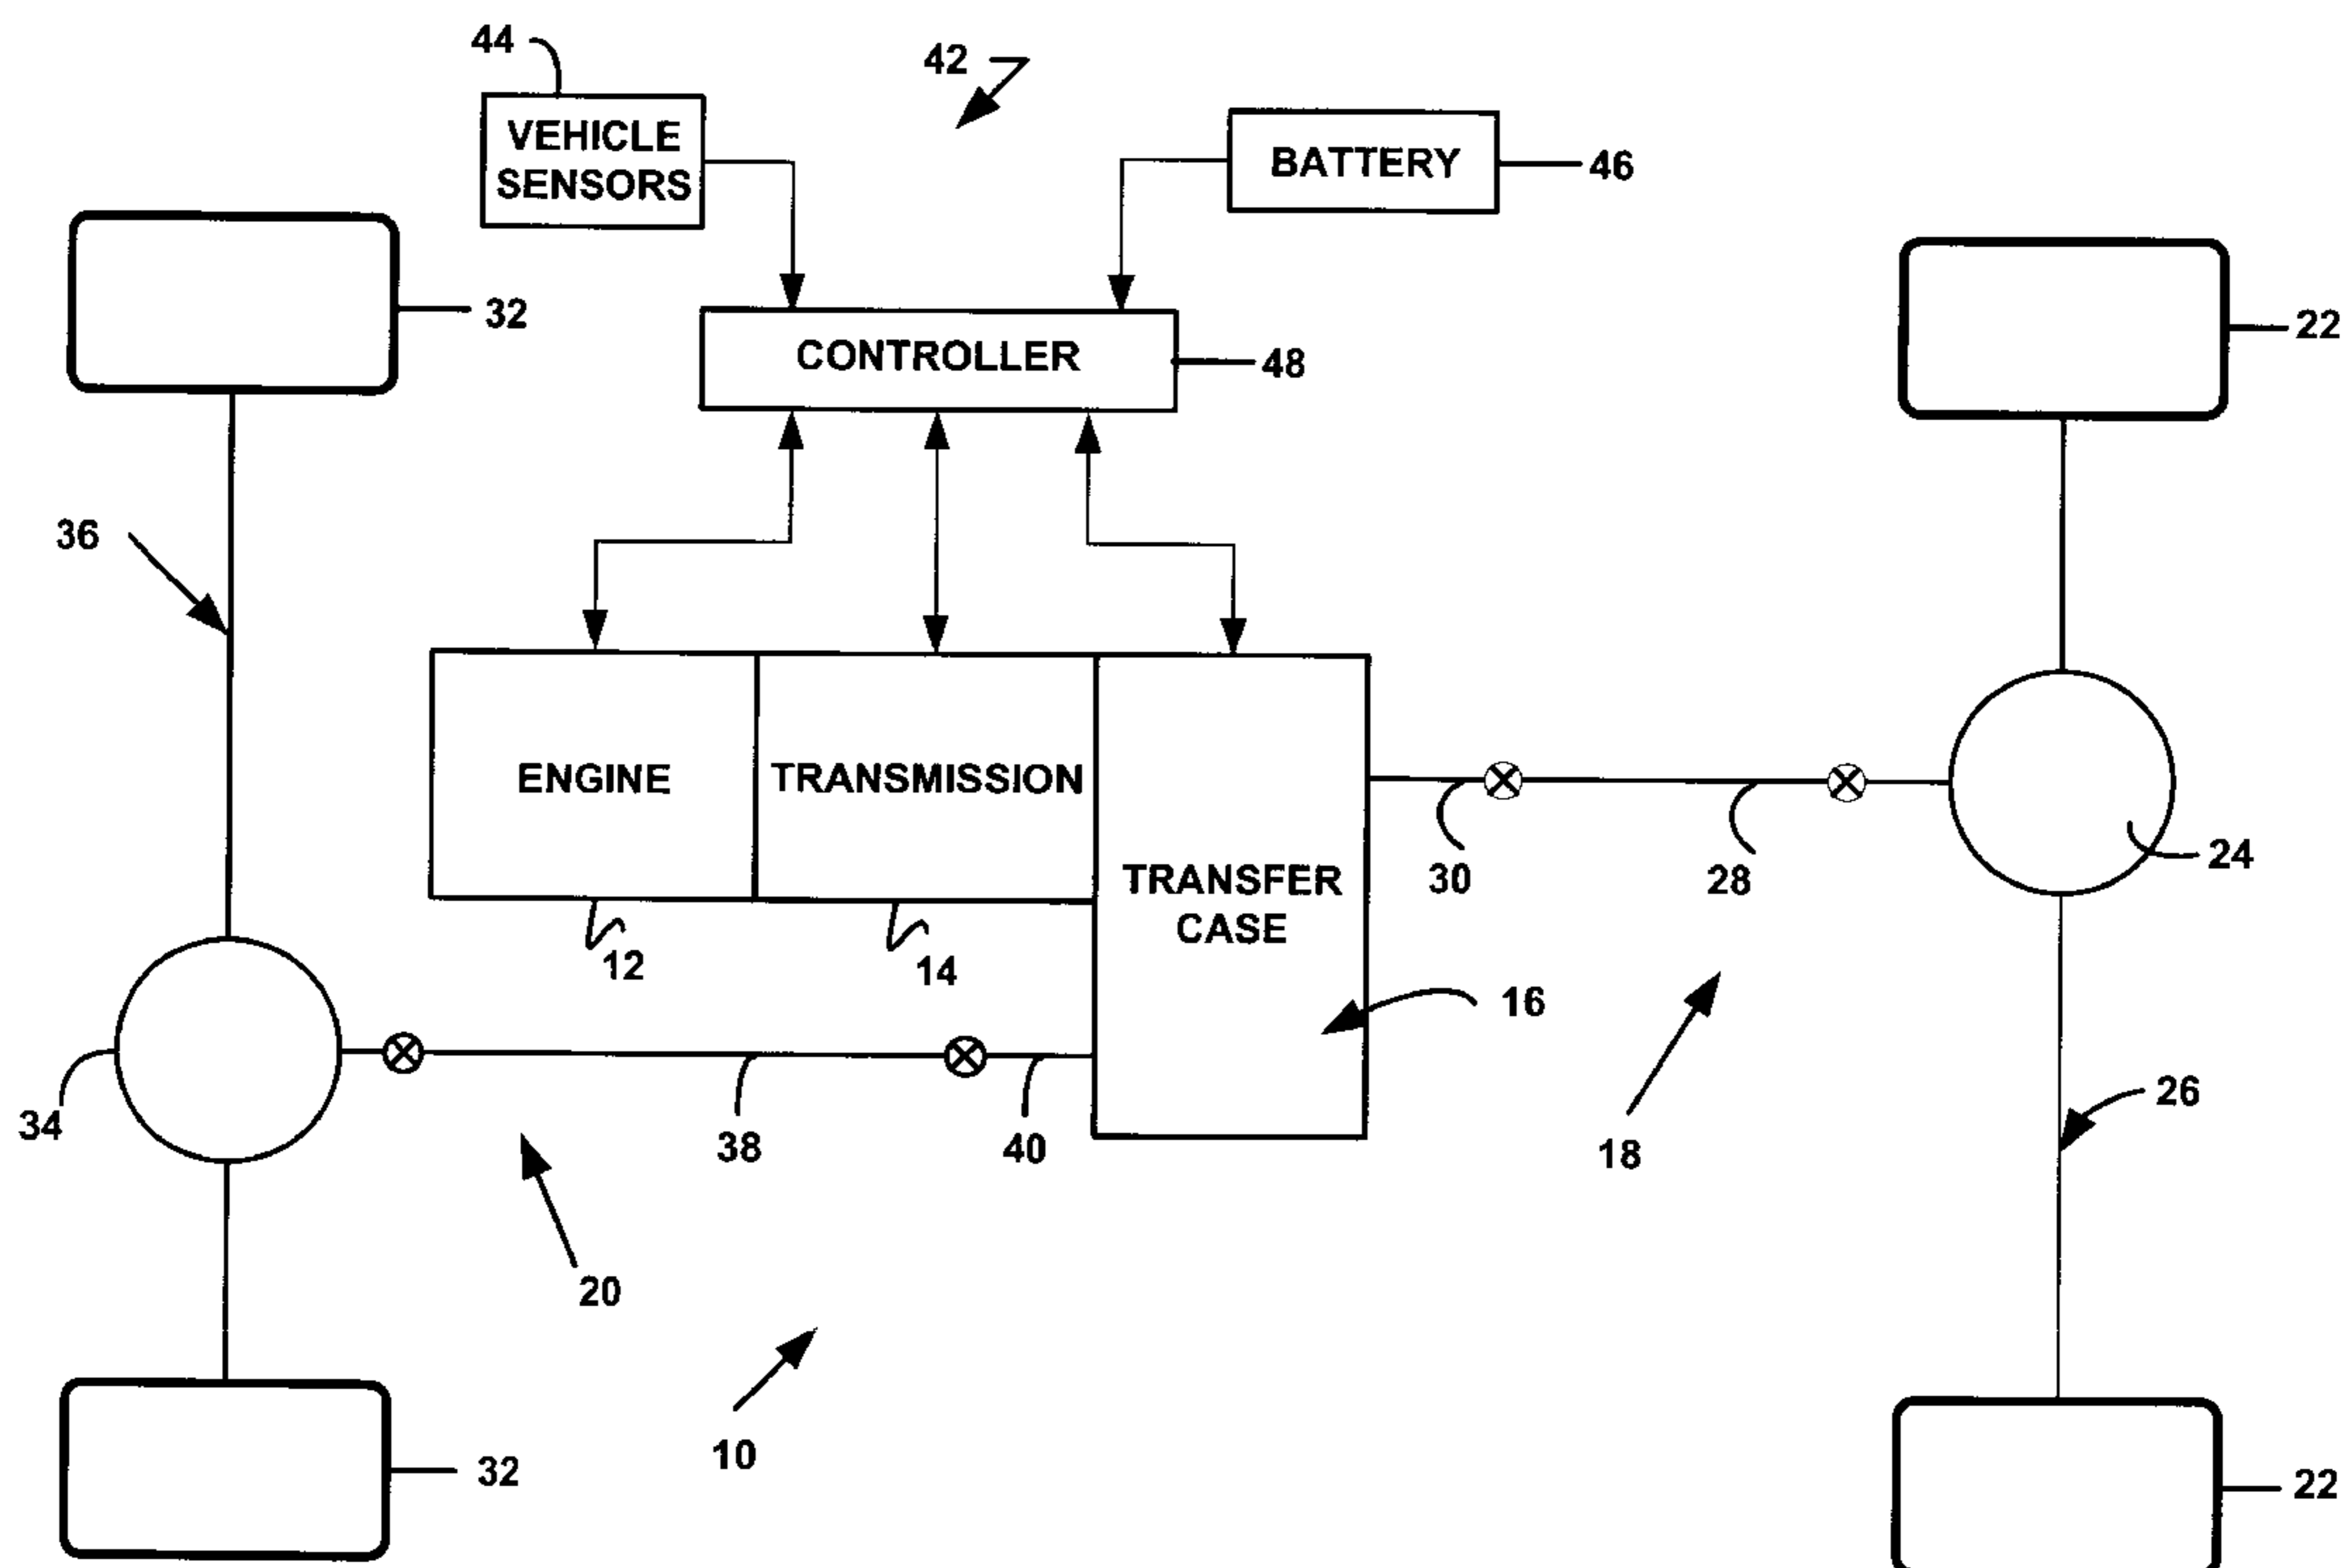 44
42
VEHICLE
SENSORS
BATTERY
46
32
22
CONTROLLER
48
36
ENGINE
TRANSMISSION
TRANSFER
CASE
30
28
24
12
14
16
34
38
40
18
26
20
10
32
22